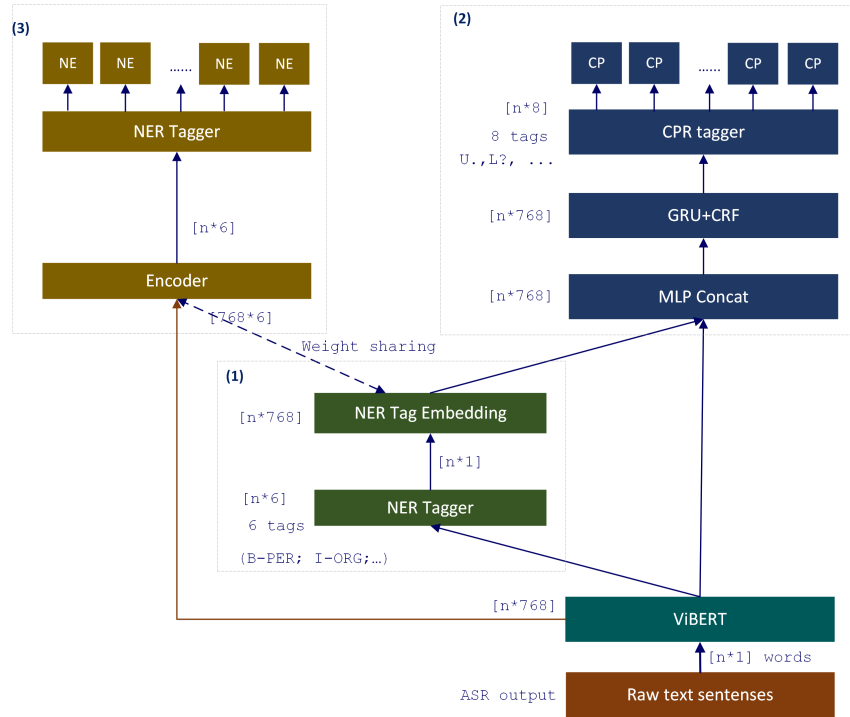 (3)
NE NE ...... NE NE
NER Tagger
[n*6]
Encoder
[768*6]
Weight sharing
(2)
CP CP ...... CP CP
[n*8]
8 tags
U.,L?, ...
CPR tagger
[n*768]
GRU+CRF
[n*768]
MLP Concat
(1)
[n*768]
NER Tag Embedding
[n*1]
[n*6]
6 tags
NER Tagger
(B-PER; I-ORG;…)
[n*768]
ViBERT
[n*1] words
ASR output
Raw text sentenses